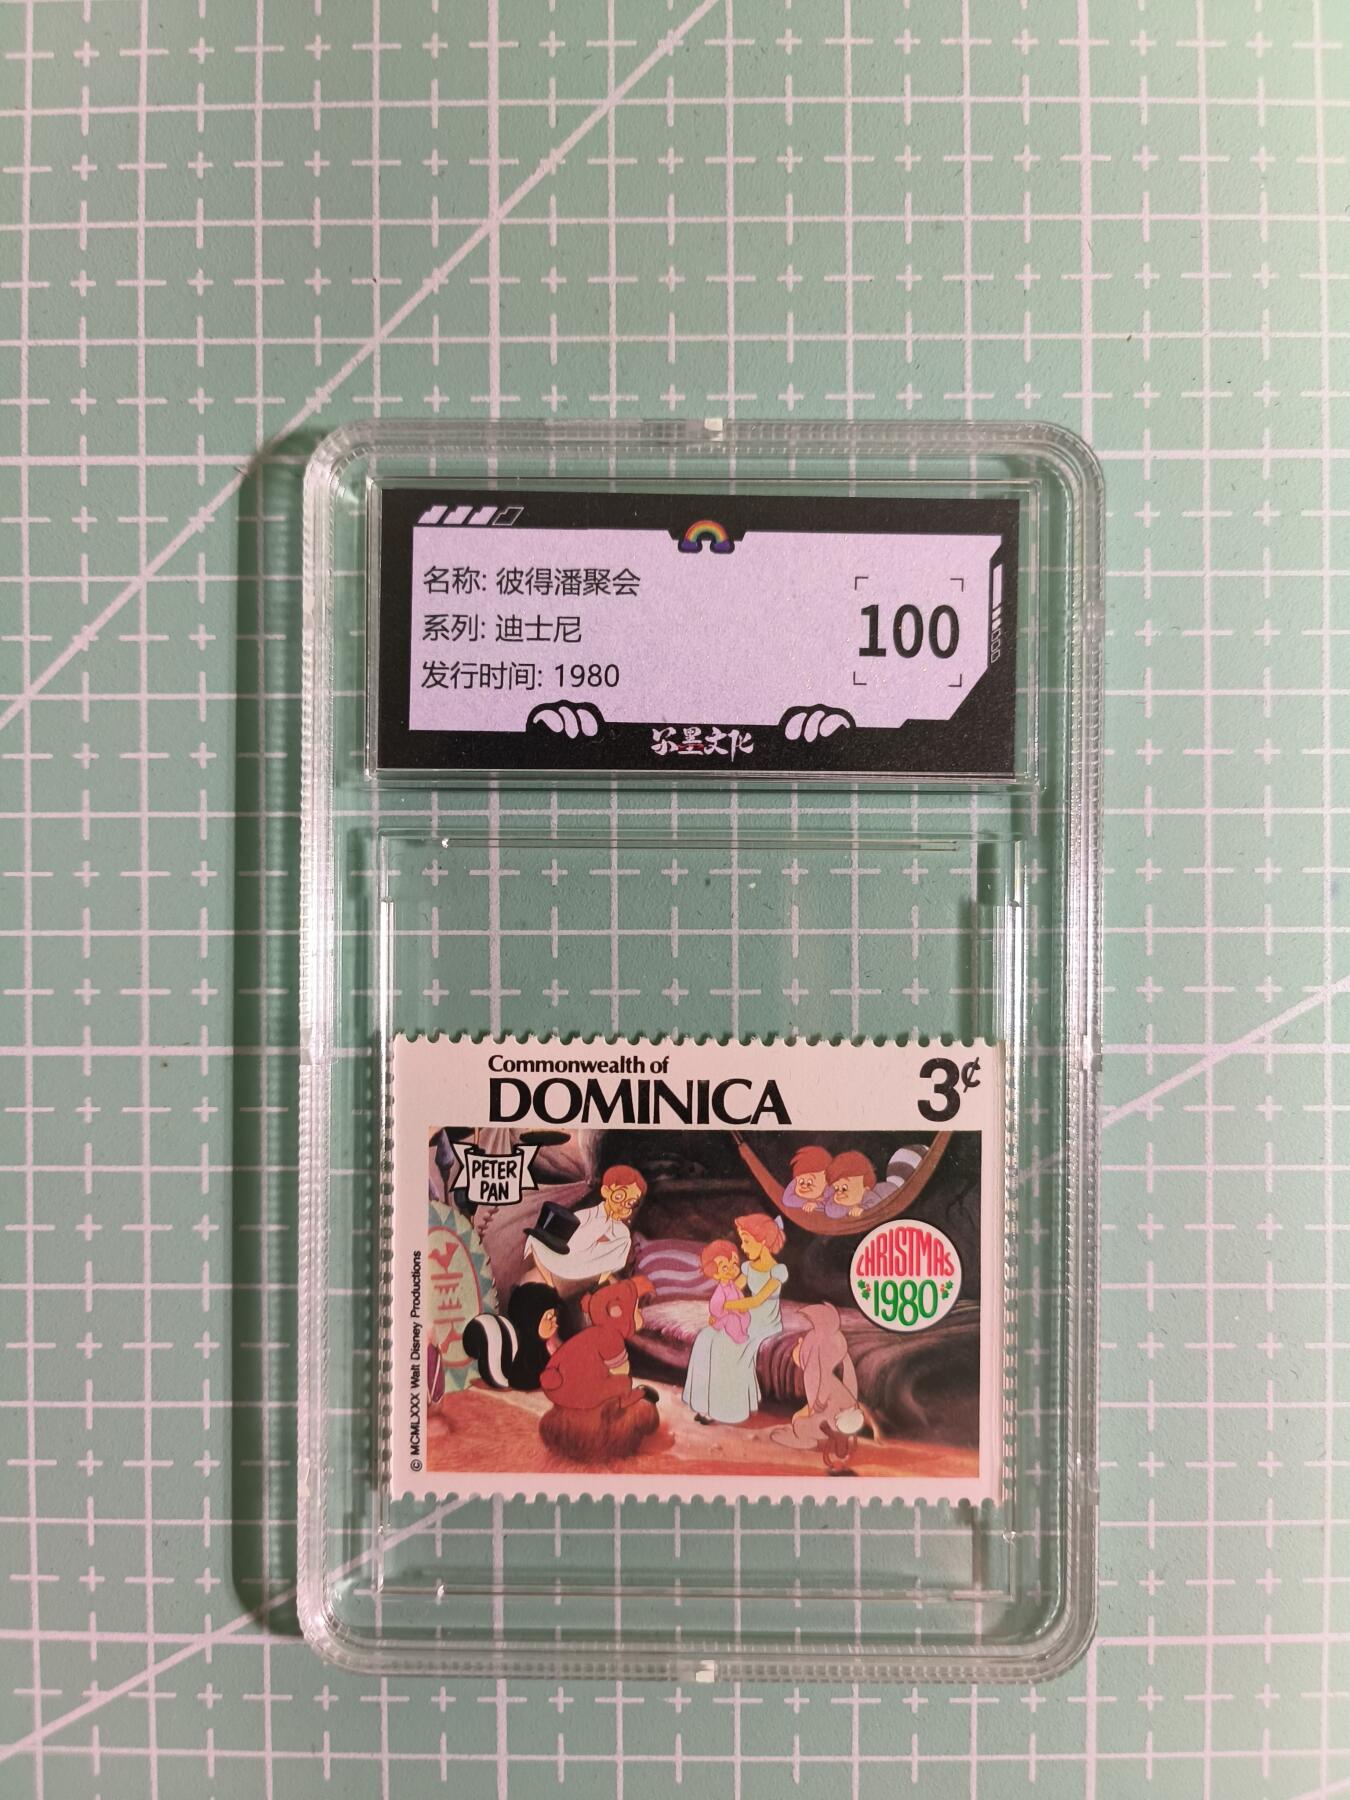 名称: 彼得潘聚会
系列: 迪士尼
发行时间: 1980
100
尔墨文化
Commonwealth of
DOMINICA
3¢
PETER
PAN
CHRISTMAS
1980
© MCMLXXX Walt Disney Productions